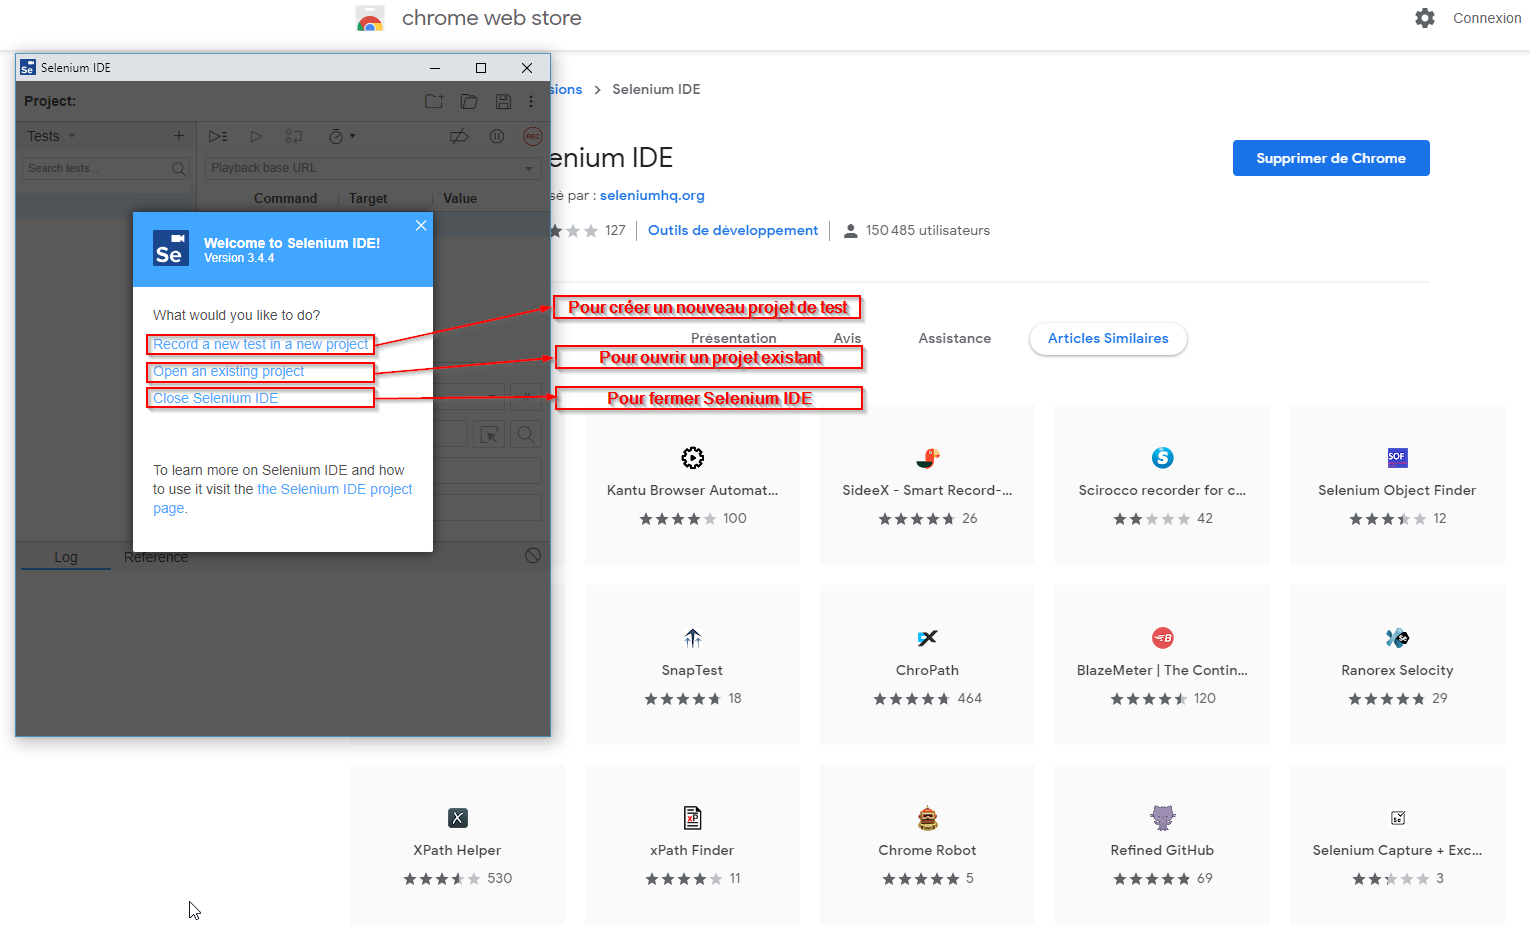 chrome web store
Connexion
Selenium IDE
Project:
Tests
Search tests...
REC
Playback base URL
Command Target Value
Welcome to Selenium IDE!
Version 3.4.4
Se
What would you like to do?
Record a new test in a new project
Open an existing project
Close Selenium IDE
To learn more on Selenium IDE and how
to use it visit the the Selenium IDE project
page.
Log Reference
Pour créer un nouveau projet de test
Pour ouvrir un projet existant
Pour fermer Selenium IDE
sions > Selenium IDE
enium IDE
Supprimer de Chrome
sé par : seleniumhq.org
127 Outils de développement 150 485 utilisateurs
Présentation Avis Assistance Articles Similaires
Kantu Browser Automat...
100
SideeX - Smart Record-...
26
Scirocco recorder for c...
42
SOF
Selenium Object Finder
12
SnapTest
18
ChroPath
464
BlazeMeter | The Contin...
120
Ranorex Selocity
29
XPath Helper
530
xP
xPath Finder
11
Chrome Robot
5
Refined GitHub
69
Selenium Capture + Exc...
3